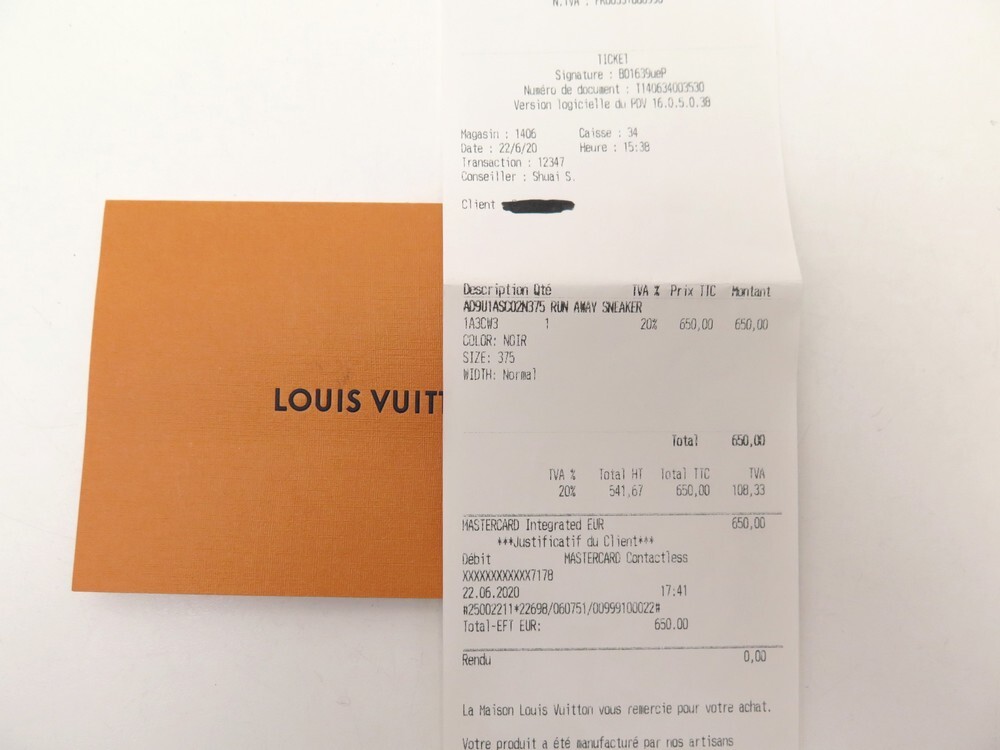 TICKET
Signature : BO1639ueP
Numéro de document : 1140634003530
Version logicielle du PDV 16.0.5.0.38
Magasin : 1406 Caisse : 34
Date : 22/6/20 Heure : 15:38
Transaction : 12347
Conseiller : Shuai S.
Client
Description Qté TVA % Prix TTC Montant
AD9U1ASC02N375 RUN AWAY SNEAKER
1A3CW3 1 20% 650,00 650,00
COLOR: NOIR
SIZE: 375
WIDTH: Normal
Total 650,00
TVA % Total HT Total TTC TVA
20% 541,67 650,00 108,33
MASTERCARD Integrated EUR 650,00
***Justificatif du Client***
Débit MASTERCARD Contactless
XXXXXXXXXXXX7178
22.06.2020 17:41
#25002211*22698/060751/00999100022#
Total-EFT EUR: 650.00
Rendu 0,00
La Maison Louis Vuitton vous remercie pour votre achat.
Votre produit a été manufacturé par nos artisans
LOUIS VUITT